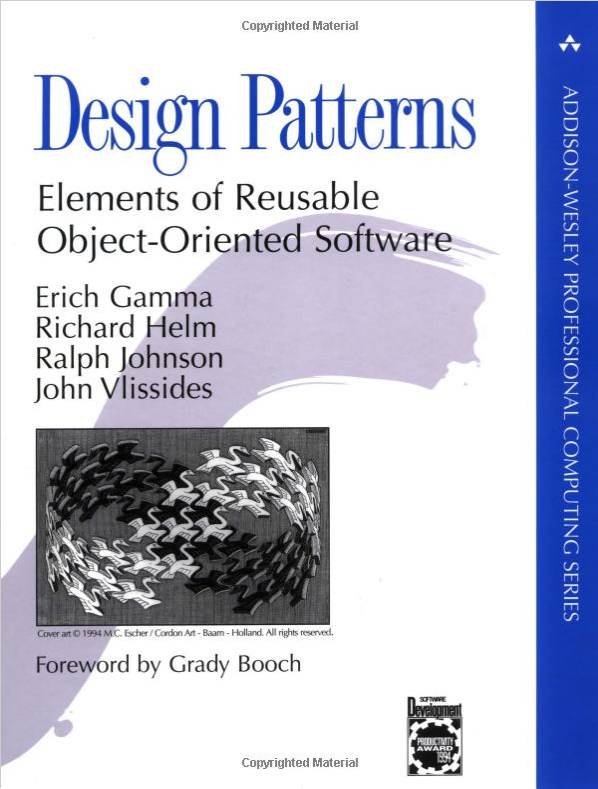 Copyrighted Material
Design Patterns
Elements of Reusable
Object-Oriented Software
Erich Gamma
Richard Helm
Ralph Johnson
John Vlissides
Cover art © 1994 M.C. Escher / Cordon Art - Baarn - Holland. All rights reserved.
Foreword by Grady Booch
SOFTWARE
Development
PRODUCTIVITY
AWARD
1994
Copyrighted Material
ADDISON-WESLEY PROFESSIONAL COMPUTING SERIES